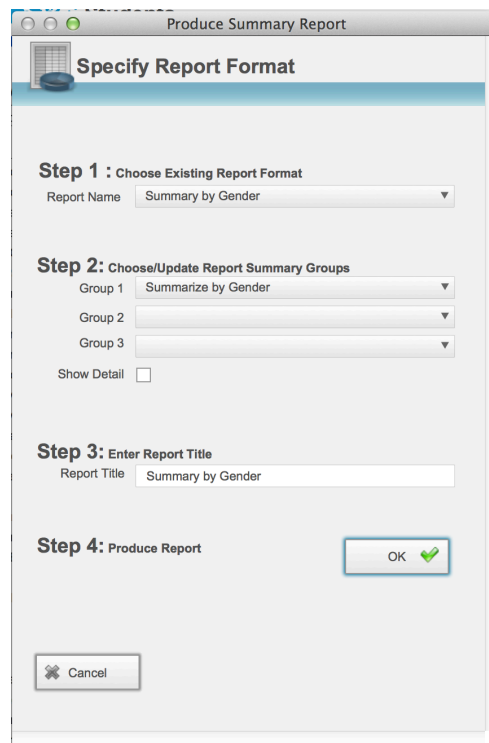 Produce Summary Report
Specify Report Format
Step 1 : Choose Existing Report Format
Report Name Summary by Gender
Step 2: Choose/Update Report Summary Groups
Group 1 Summarize by Gender
Group 2
Group 3
Show Detail
Step 3: Enter Report Title
Report Title Summary by Gender
Step 4: Produce Report
OK
Cancel